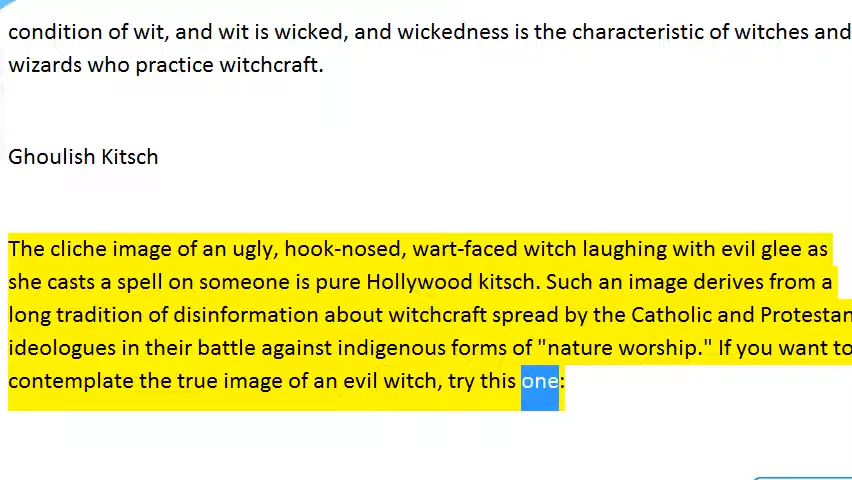 condition of wit, and wit is wicked, and wickedness is the characteristic of witches and
wizards who practice witchcraft.
Ghoulish Kitsch
The cliche image of an ugly, hook-nosed, wart-faced witch laughing with evil glee as
she casts a spell on someone is pure Hollywood kitsch. Such an image derives from a
long tradition of disinformation about witchcraft spread by the Catholic and Protestan
ideologues in their battle against indigenous forms of "nature worship." If you want to
contemplate the true image of an evil witch, try this one: